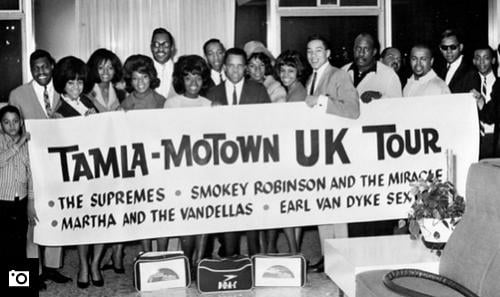 TAMLA-MOTOWN UK TOUR
• THE SUPREMES • SMOKEY ROBINSON AND THE MIRACLE
• MARTHA AND THE VANDELLAS • EARL VAN DYKE SEX